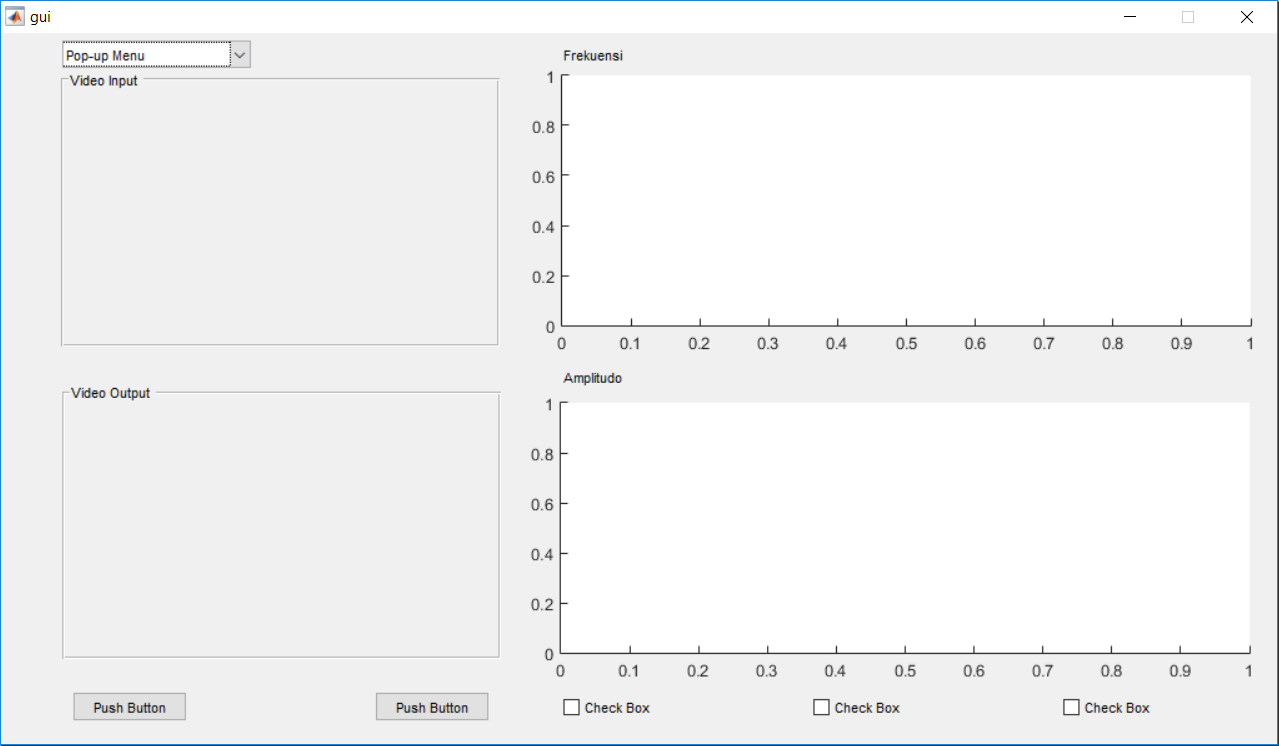 gui
Pop-up Menu
Video Input
Frekuensi
1
0.8
0.6
0.4
0.2
0
0 0.1 0.2 0.3 0.4 0.5 0.6 0.7 0.8 0.9 1
Video Output
Amplitudo
1
0.8
0.6
0.4
0.2
0
0 0.1 0.2 0.3 0.4 0.5 0.6 0.7 0.8 0.9 1
Push Button Push Button Check Box Check Box Check Box